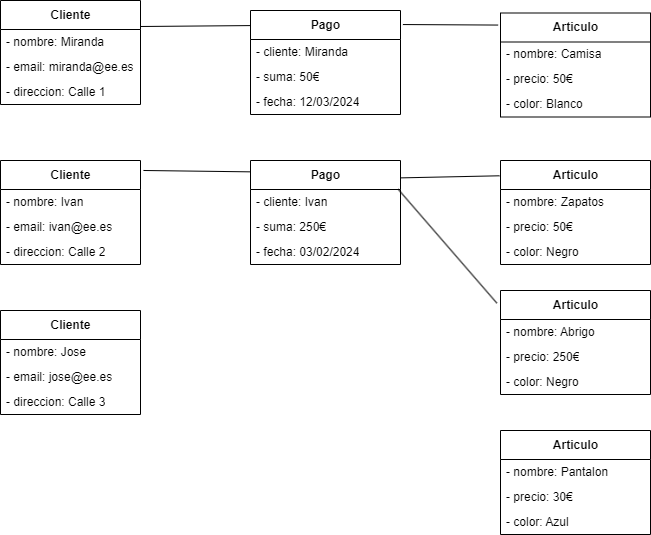 Cliente
- nombre: Miranda
- email: miranda@ee.es
- direccion: Calle 1
Pago
- cliente: Miranda
- suma: 50€
- fecha: 12/03/2024
Articulo
- nombre: Camisa
- precio: 50€
- color: Blanco
Cliente
- nombre: Ivan
- email: ivan@ee.es
- direccion: Calle 2
Pago
- cliente: Ivan
- suma: 250€
- fecha: 03/02/2024
Articulo
- nombre: Zapatos
- precio: 50€
- color: Negro
Articulo
- nombre: Abrigo
- precio: 250€
- color: Negro
Cliente
- nombre: Jose
- email: jose@ee.es
- direccion: Calle 3
Articulo
- nombre: Pantalon
- precio: 30€
- color: Azul